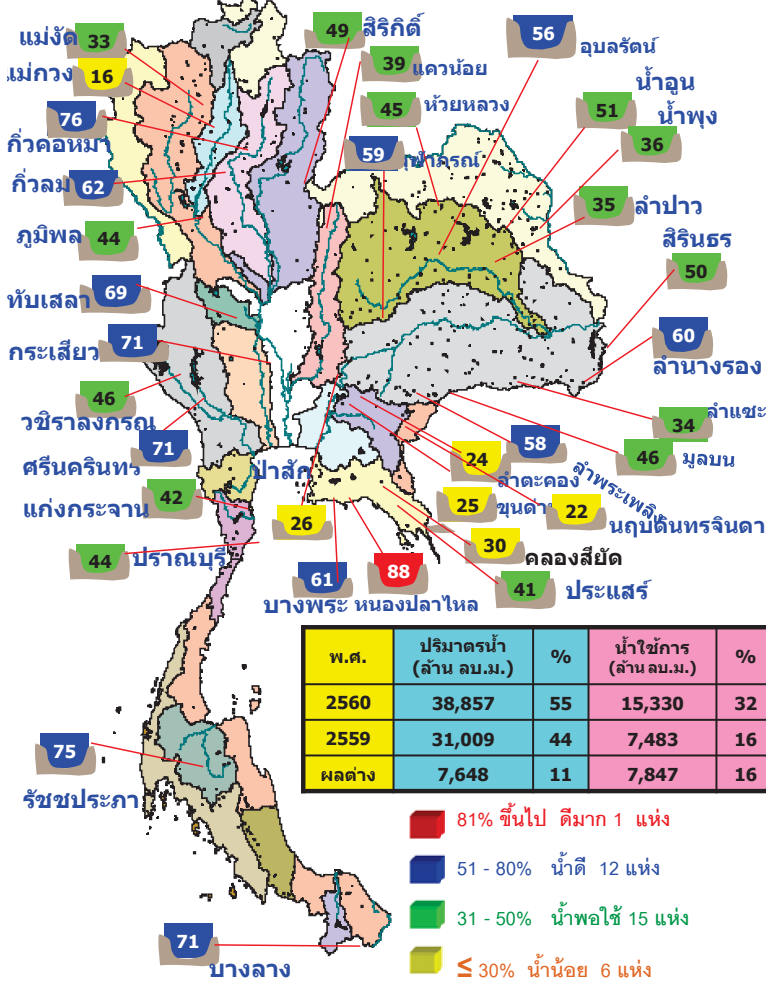 49 สิริกิติ์
แม่งัด 33
56 อุบลรัตน์
39 แควน้อย
แม่กวง 16
น้ำอูน
45 ห้วยหลวง
51 น้ำพุง
76
36
กิ่วคอหมา
59
กิ่วลม 62
35 ลำปาว
ภูมิพล 44
สิรินธร
50
ทับเสลา 69
กระเสียว 71
60
ลำนางรอง
46
วชิราลงกรณ
34 ลำแชะ
71
58
46 มูลบน
ศรีนครินทร์
ป่าสัก
24
ลำตะคอง
ลำพระเพลิง
42
แก่งกระจาน
25
22
นฤบดินทรจินดา
26
30
คลองสียัด
44 ปราณบุรี
61
88
41 ประแสร์
บางพระ หนองปลาไหล
พ.ศ. ปริมาตรน้ำ (ล้าน ลบ.ม.) % น้ำใช้การ (ล้าน ลบ.ม.) %
2560 38,857 55 15,330 32
2559 31,009 44 7,483 16
ผลต่าง 7,648 11 7,847 16
75
รัชชประภา
81% ขึ้นไป ดีมาก 1 แห่ง
51 - 80% น้ำดี 12 แห่ง
31 - 50% น้ำพอใช้ 15 แห่ง
≤ 30% น้ำน้อย 6 แห่ง
71
บางลาง